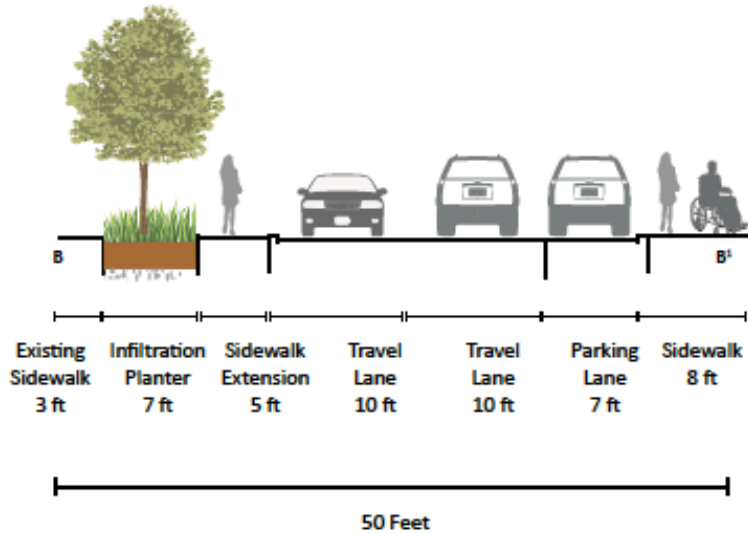 B
B¹
Existing
Sidewalk
3 ft
Infiltration
Planter
7 ft
Sidewalk
Extension
5 ft
Travel
Lane
10 ft
Travel
Lane
10 ft
Parking
Lane
7 ft
Sidewalk
8 ft
50 Feet